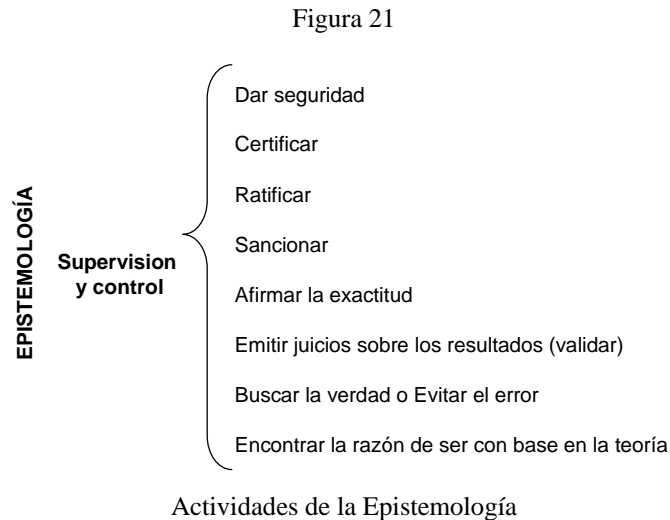 Figura 21
EPISTEMOLOGÍA
Supervision
y control
Dar seguridad
Certificar
Ratificar
Sancionar
Afirmar la exactitud
Emitir juicios sobre los resultados (validar)
Buscar la verdad o Evitar el error
Encontrar la razón de ser con base en la teoría
Actividades de la Epistemología